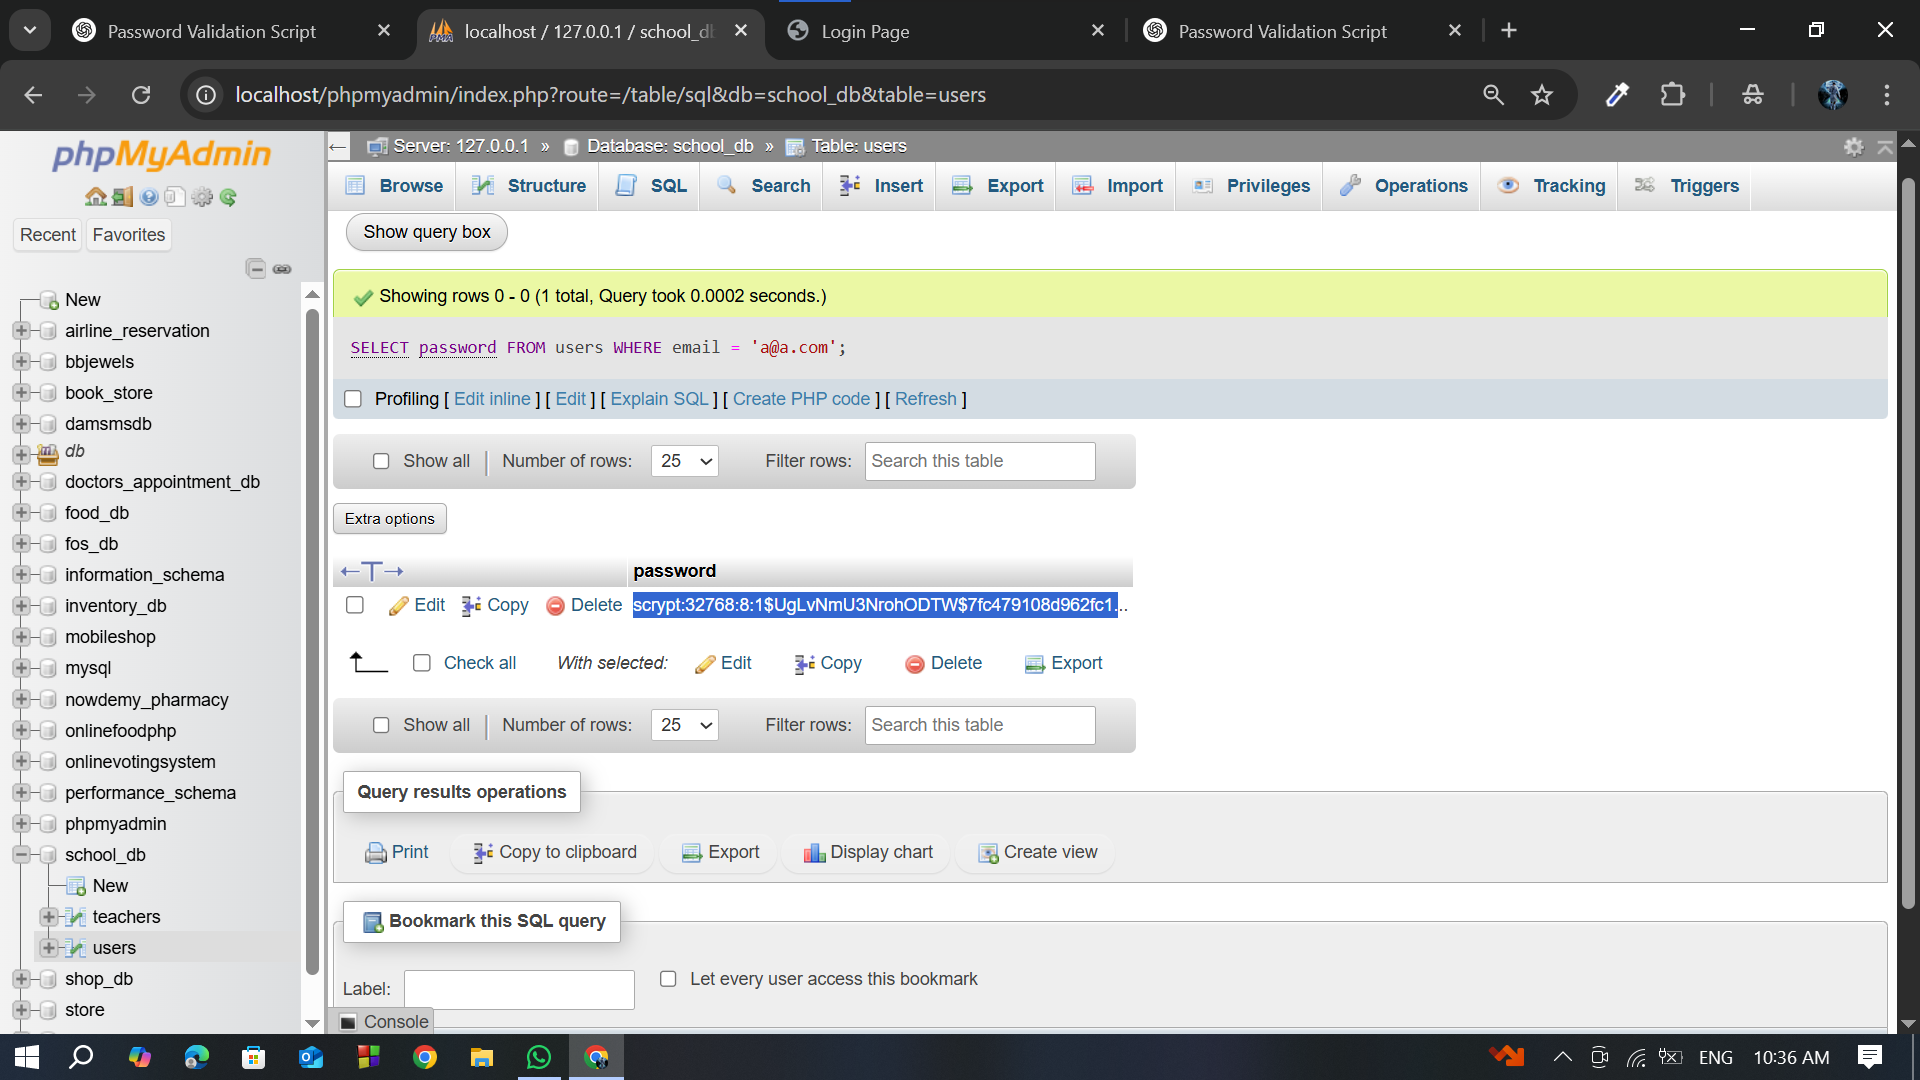 Password Validation Script
localhost / 127.0.0.1 / school_d
Login Page
Password Validation Script
localhost/phpmyadmin/index.php?route=/table/sql&db=school_db&table=users
phpMyAdmin
Recent
Favorites
New
airline_reservation
bbjewels
book_store
damsmsdb
db
doctors_appointment_db
food_db
fos_db
information_schema
inventory_db
mobileshop
mysql
nowdemy_pharmacy
onlinefoodphp
onlinevotingsystem
performance_schema
phpmyadmin
school_db
New
teachers
users
shop_db
store
Server: 127.0.0.1 » Database: school_db » Table: users
Browse Structure SQL Search Insert Export Import Privileges Operations Tracking Triggers
Show query box
Showing rows 0 - 0 (1 total, Query took 0.0002 seconds.)
SELECT password FROM users WHERE email = 'a@a.com';
Profiling [ Edit inline ] [ Edit ] [ Explain SQL ] [ Create PHP code ] [ Refresh ]
Show all Number of rows: 25 Filter rows: Search this table
Extra options
←T→ password
Edit Copy Delete scrypt:32768:8:1$UgLvNmU3NrohODTW$7fc479108d962fc1...
Check all With selected: Edit Copy Delete Export
Show all Number of rows: 25 Filter rows: Search this table
Query results operations
Print Copy to clipboard Export Display chart Create view
Bookmark this SQL query
Label: Let every user access this bookmark
Console
ENG 10:36 AM